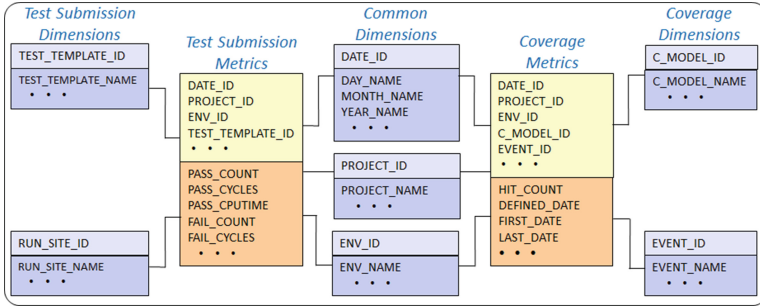 Test Submission
Dimensions
TEST_TEMPLATE_ID
TEST_TEMPLATE_NAME
• • •
RUN_SITE_ID
RUN_SITE_NAME
• • •
Test Submission
Metrics
DATE_ID
PROJECT_ID
ENV_ID
TEST_TEMPLATE_ID
• • •
PASS_COUNT
PASS_CYCLES
PASS_CPUTIME
FAIL_COUNT
FAIL_CYCLES
• • •
Common
Dimensions
DATE_ID
DAY_NAME
MONTH_NAME
YEAR_NAME
• • •
PROJECT_ID
PROJECT_NAME
• • •
ENV_ID
ENV_NAME
• • •
Coverage
Metrics
DATE_ID
PROJECT_ID
ENV_ID
C_MODEL_ID
EVENT_ID
• • •
HIT_COUNT
DEFINED_DATE
FIRST_DATE
LAST_DATE
• • •
Coverage
Dimensions
C_MODEL_ID
C_MODEL_NAME
• • •
EVENT_ID
EVENT_NAME
• • •